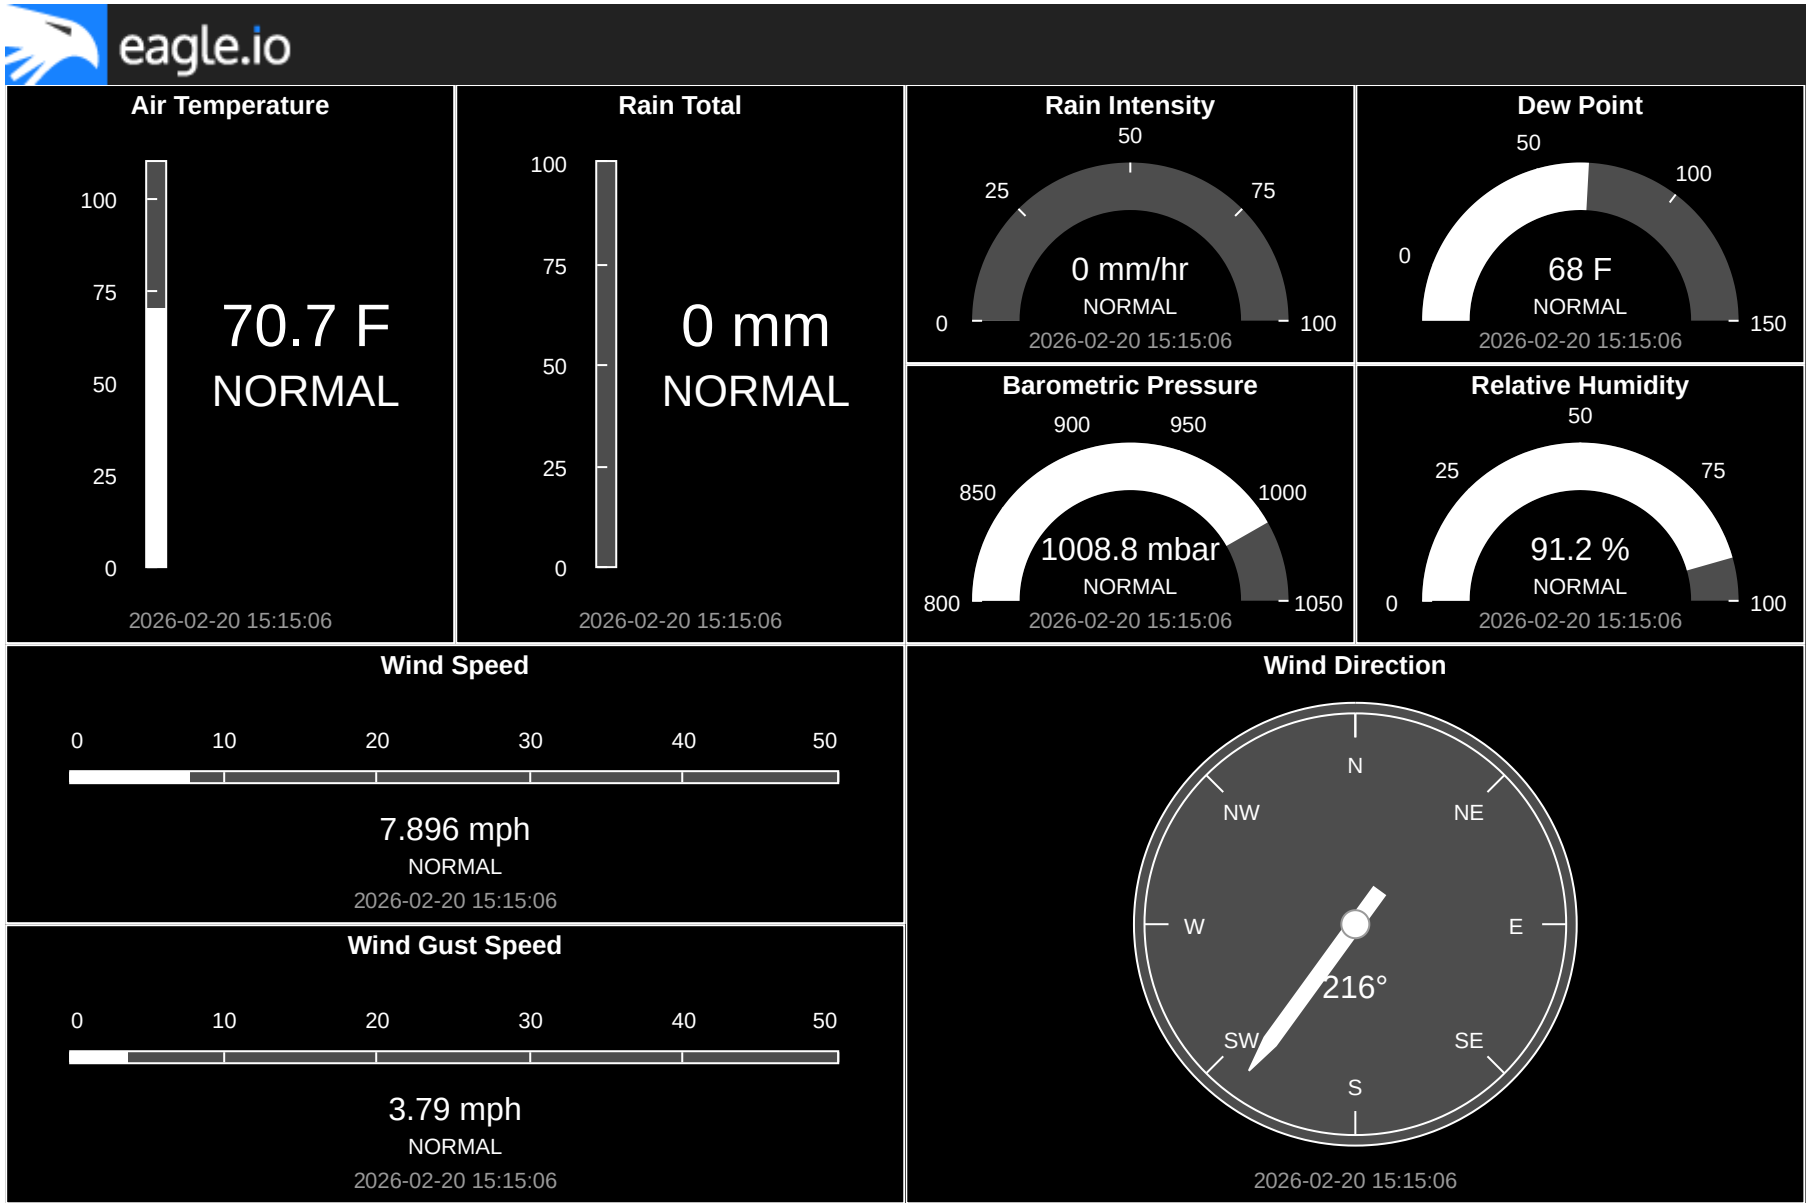 eagle.io
Air Temperature
100
75
50
25
0
70.7 F
NORMAL
2026-02-20 15:15:06
Rain Total
100
75
50
25
0
0 mm
NORMAL
2026-02-20 15:15:06
Rain Intensity
0
25
50
75
100
0 mm/hr
NORMAL
2026-02-20 15:15:06
Dew Point
0
50
100
150
68 F
NORMAL
2026-02-20 15:15:06
Barometric Pressure
800
850
900
950
1000
1050
1008.8 mbar
NORMAL
2026-02-20 15:15:06
Relative Humidity
0
25
50
75
100
91.2 %
NORMAL
2026-02-20 15:15:06
Wind Speed
0 10 20 30 40 50
7.896 mph
NORMAL
2026-02-20 15:15:06
Wind Gust Speed
0 10 20 30 40 50
3.79 mph
NORMAL
2026-02-20 15:15:06
Wind Direction
N
NW NE
W E
216°
SW SE
S
2026-02-20 15:15:06